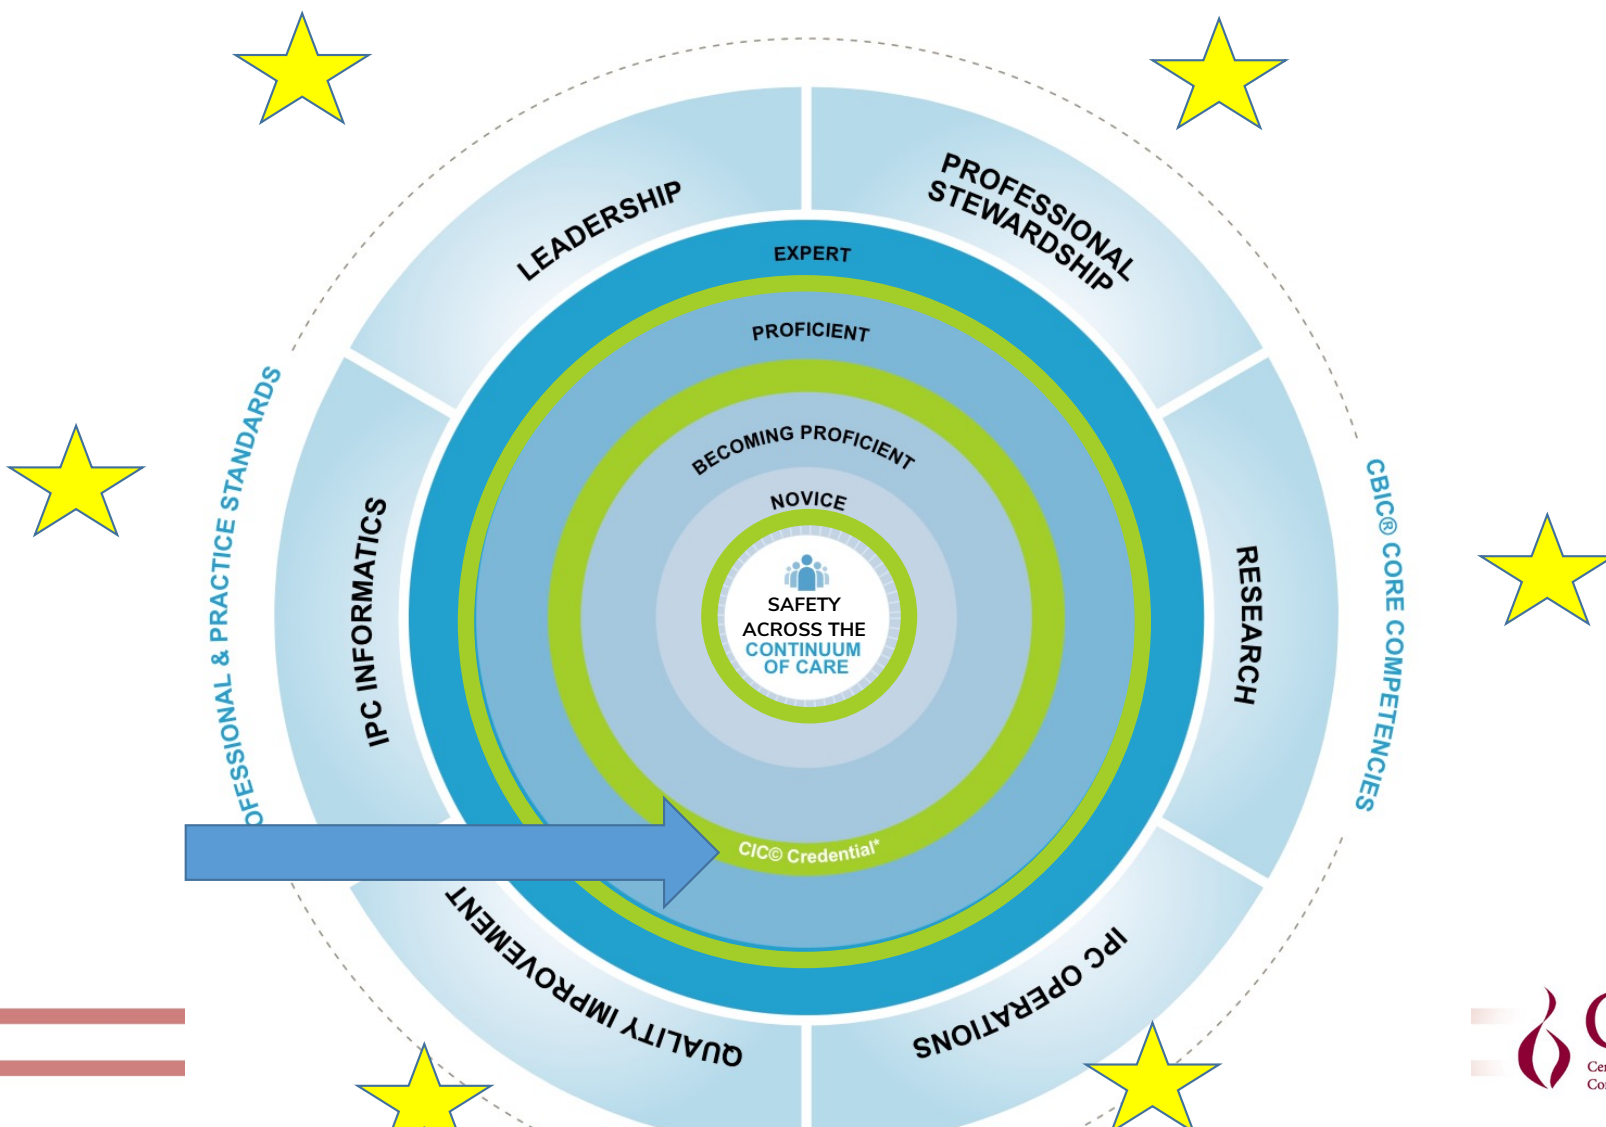 LEADERSHIP
PROFESSIONAL
STEWARDSHIP
EXPERT
PROFICIENT
BECOMING PROFICIENT
NOVICE
SAFETY
ACROSS THE
CONTINUUM
OF CARE
CIC© Credential*
IPC INFORMATICS
RESEARCH
QUALITY IMPROVEMENT
IPC OPERATIONS
OFESSIONAL & PRACTICE STANDARDS
CBIC® CORE COMPETENCIES